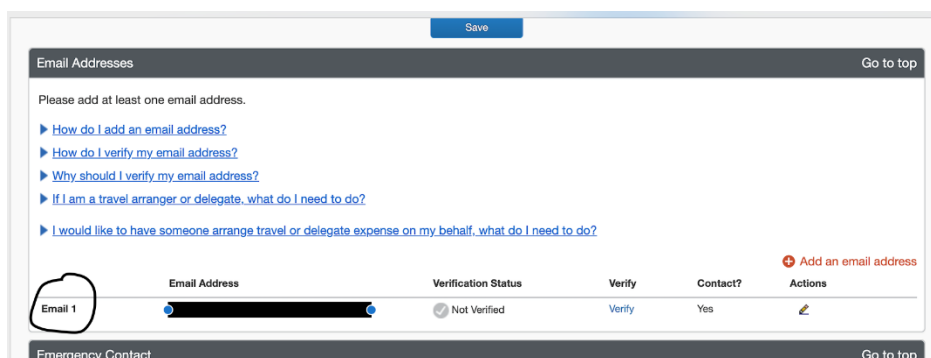 Save
Email Addresses Go to top
Please add at least one email address.
How do I add an email address?
How do I verify my email address?
Why should I verify my email address?
If I am a travel arranger or delegate, what do I need to do?
I would like to have someone arrange travel or delegate expense on my behalf, what do I need to do?
Add an email address
Email Address Verification Status Verify Contact? Actions
Email 1 Not Verified Verify Yes
Emergency Contact Go to top